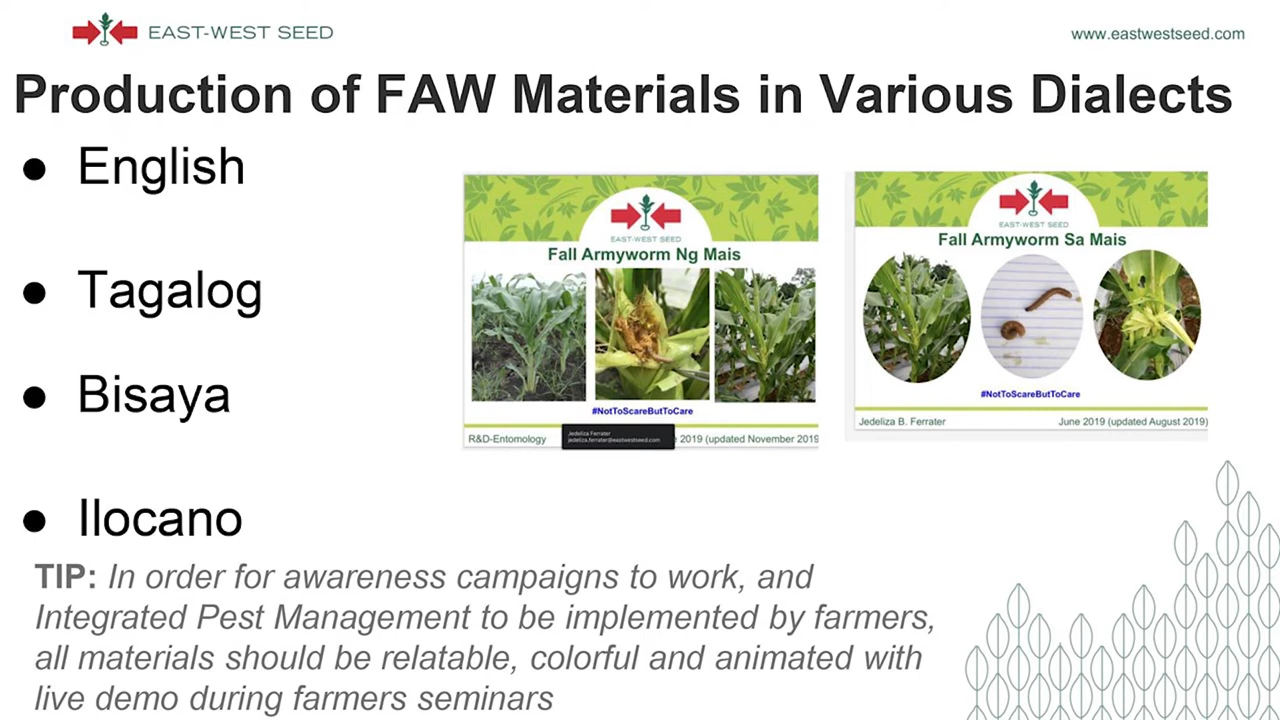 EAST-WEST SEED
www.eastwestseed.com
Production of FAW Materials in Various Dialects
● English
● Tagalog
● Bisaya
● Ilocano
EAST-WEST SEED
Fall Armyworm Ng Mais
#NotToScareButToCare
R&D-Entomology
Jedeliza Ferrater
jedeliza.ferrater@eastwestseed.com
2019 (updated November 2019
EAST-WEST SEED
Fall Armyworm Sa Mais
#NotToScareButToCare
Jedeliza B. Ferrater
June 2019 (updated August 2019)
TIP: In order for awareness campaigns to work, and
Integrated Pest Management to be implemented by farmers,
all materials should be relatable, colorful and animated with
live demo during farmers seminars